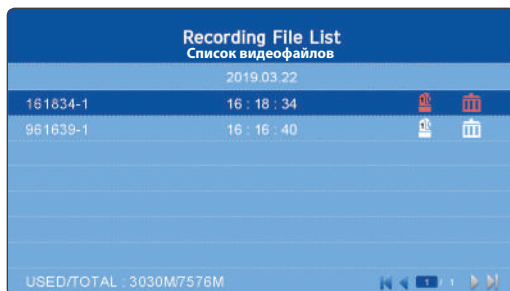 Recording File List
Список видеофайлов
2019.03.22
161834-1 16 : 18 : 34
961639-1 16 : 16 : 40
USED/TOTAL : 3030M/7576M 1 / 1